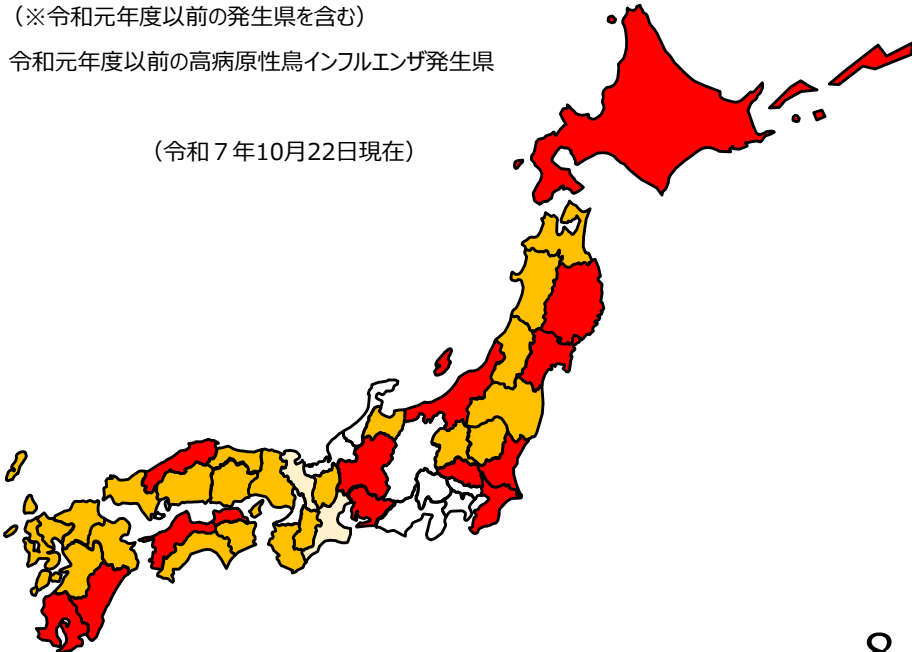 （※令和元年度以前の発生県を含む）
令和元年度以前の高病原性鳥インフルエンザ発生県
（令和７年10月22日現在）
8